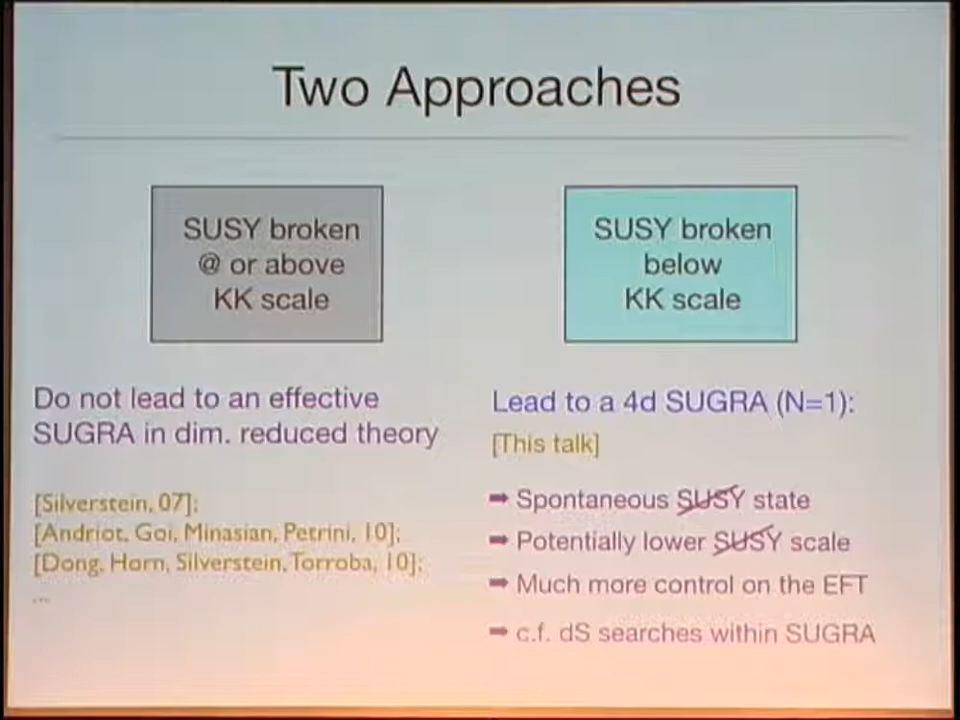 Two Approaches
SUSY broken
@ or above
KK scale
SUSY broken
below
KK scale
Do not lead to an effective
SUGRA in dim. reduced theory
[Silverstein, 07];
[Andriot, Goi, Minasian, Petrini, 10];
[Dong, Horn, Silverstein, Torroba, 10];
...
Lead to a 4d SUGRA (N=1):
[This talk]
➡ Spontaneous SUSY state
➡ Potentially lower SUSY scale
➡ Much more control on the EFT
➡ c.f. dS searches within SUGRA